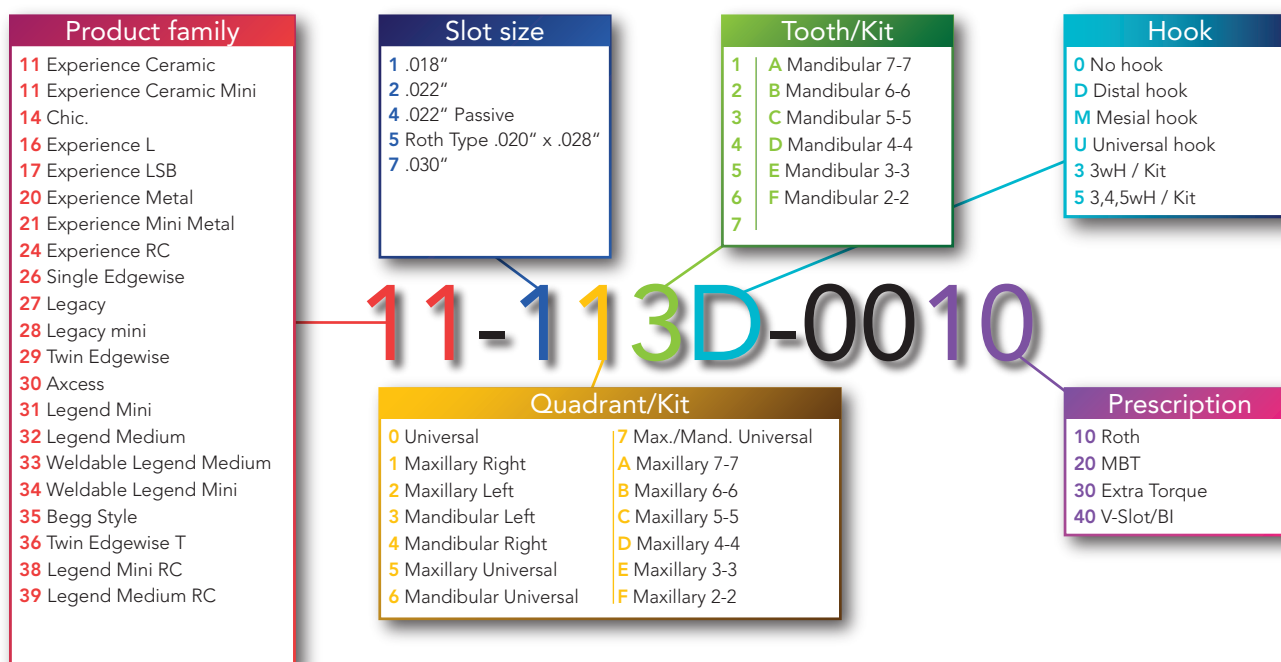 Product family
11 Experience Ceramic
11 Experience Ceramic Mini
14 Chic.
16 Experience L
17 Experience LSB
20 Experience Metal
21 Experience Mini Metal
24 Experience RC
26 Single Edgewise
27 Legacy
28 Legacy mini
29 Twin Edgewise
30 Axcess
31 Legend Mini
32 Legend Medium
33 Weldable Legend Medium
34 Weldable Legend Mini
35 Begg Style
36 Twin Edgewise T
38 Legend Mini RC
39 Legend Medium RC
Slot size
1 .018“
2 .022“
4 .022“ Passive
5 Roth Type .020“ x .028“
7 .030“
Tooth/Kit
1 A Mandibular 7-7
2 B Mandibular 6-6
3 C Mandibular 5-5
4 D Mandibular 4-4
5 E Mandibular 3-3
6 F Mandibular 2-2
7
Hook
0 No hook
D Distal hook
M Mesial hook
U Universal hook
3 3wH / Kit
5 3,4,5wH / Kit
11-113D-0010
Quadrant/Kit
0 Universal
1 Maxillary Right
2 Maxillary Left
3 Mandibular Left
4 Mandibular Right
5 Maxillary Universal
6 Mandibular Universal
7 Max./Mand. Universal
A Maxillary 7-7
B Maxillary 6-6
C Maxillary 5-5
D Maxillary 4-4
E Maxillary 3-3
F Maxillary 2-2
Prescription
10 Roth
20 MBT
30 Extra Torque
40 V-Slot/BI